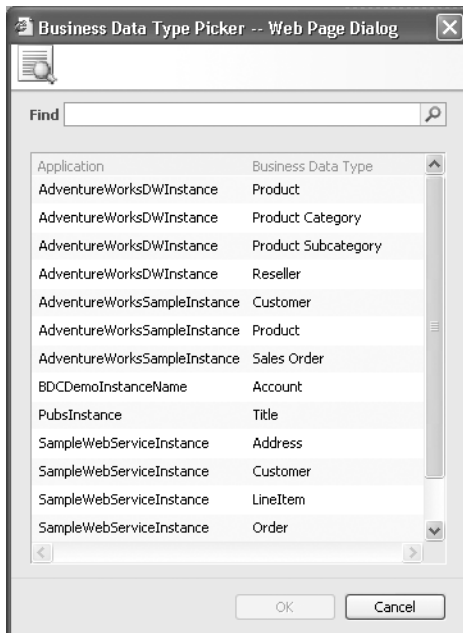 Business Data Type Picker -- Web Page Dialog
Find
Application Business Data Type
AdventureWorksDWInstance Product
AdventureWorksDWInstance Product Category
AdventureWorksDWInstance Product Subcategory
AdventureWorksDWInstance Reseller
AdventureWorksSampleInstance Customer
AdventureWorksSampleInstance Product
AdventureWorksSampleInstance Sales Order
BDCDemoInstanceName Account
PubsInstance Title
SampleWebServiceInstance Address
SampleWebServiceInstance Customer
SampleWebServiceInstance LineItem
SampleWebServiceInstance Order
OK Cancel